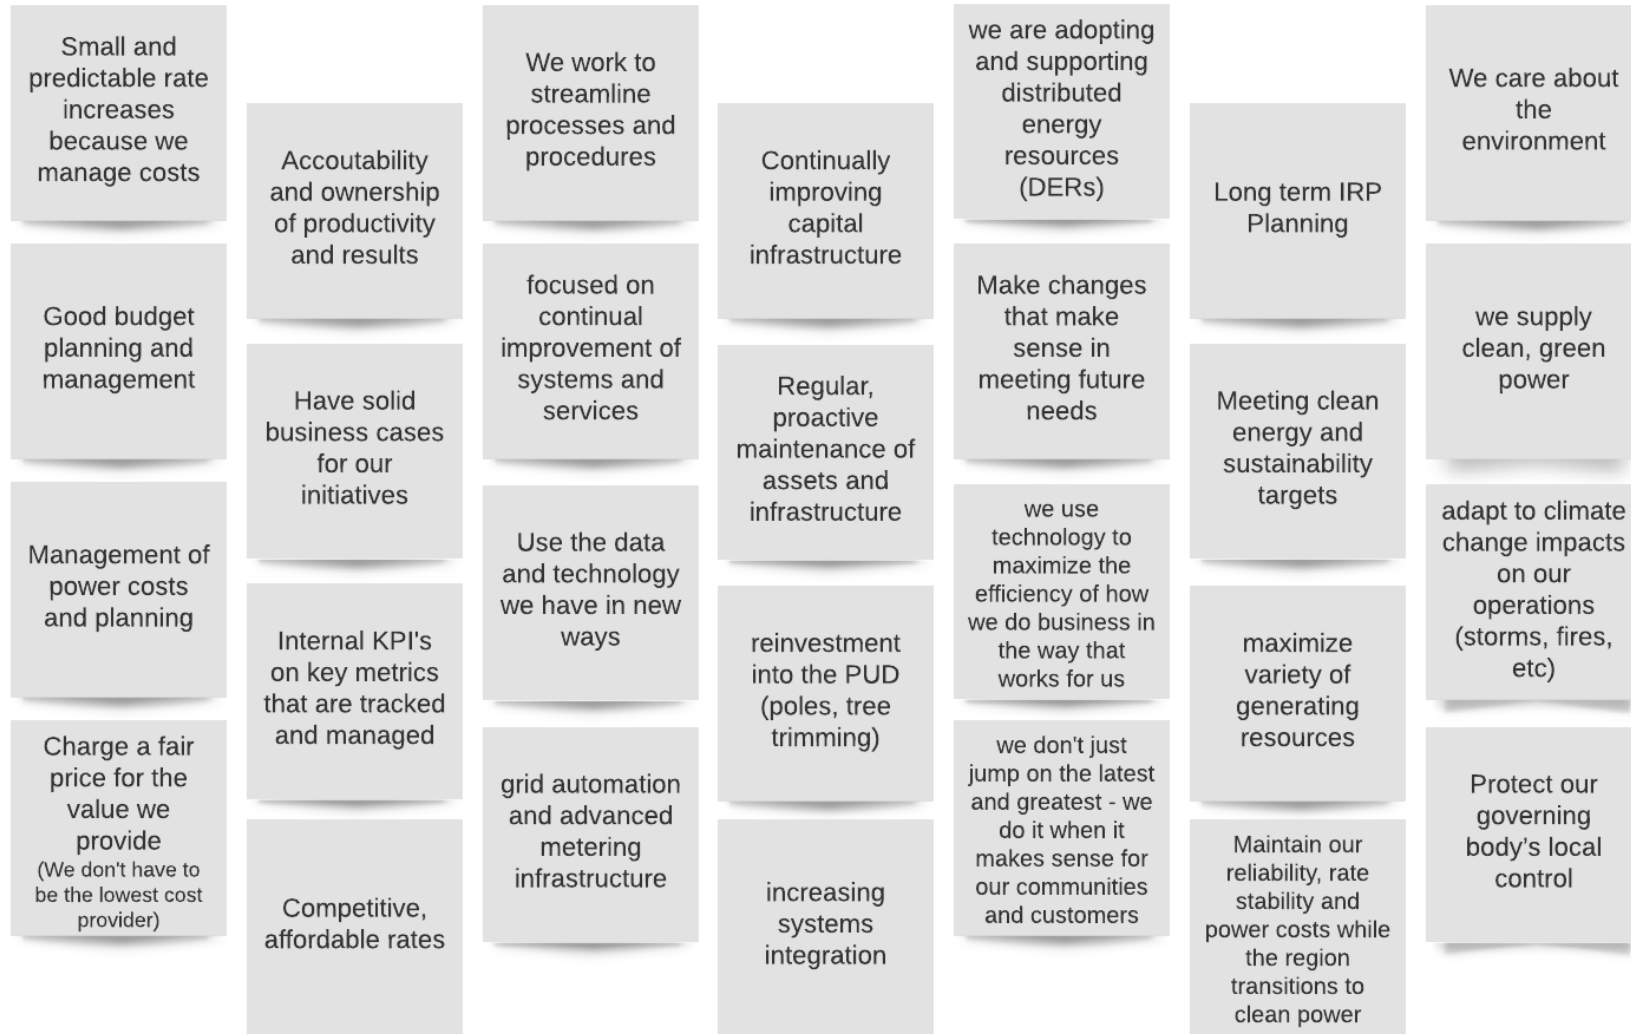 Small and
predictable rate
increases
because we
manage costs
Good budget
planning and
management
Management of
power costs
and planning
Charge a fair
price for the
value we
provide
(We don't have to
be the lowest cost
provider)
Accoutability
and ownership
of productivity
and results
Have solid
business cases
for our
initiatives
Internal KPI's
on key metrics
that are tracked
and managed
Competitive,
affordable rates
We work to
streamline
processes and
procedures
focused on
continual
improvement of
systems and
services
Use the data
and technology
we have in new
ways
grid automation
and advanced
metering
infrastructure
Continually
improving
capital
infrastructure
Regular,
proactive
maintenance of
assets and
infrastructure
reinvestment
into the PUD
(poles, tree
trimming)
increasing
systems
integration
we are adopting
and supporting
distributed
energy
resources
(DERs)
Make changes
that make
sense in
meeting future
needs
we use
technology to
maximize the
efficiency of how
we do business in
the way that
works for us
we don't just
jump on the latest
and greatest - we
do it when it
makes sense for
our communities
and customers
Long term IRP
Planning
Meeting clean
energy and
sustainability
targets
maximize
variety of
generating
resources
Maintain our
reliability, rate
stability and
power costs while
the region
transitions to
clean power
We care about
the
environment
we supply
clean, green
power
adapt to climate
change impacts
on our
operations
(storms, fires,
etc)
Protect our
governing
body’s local
control